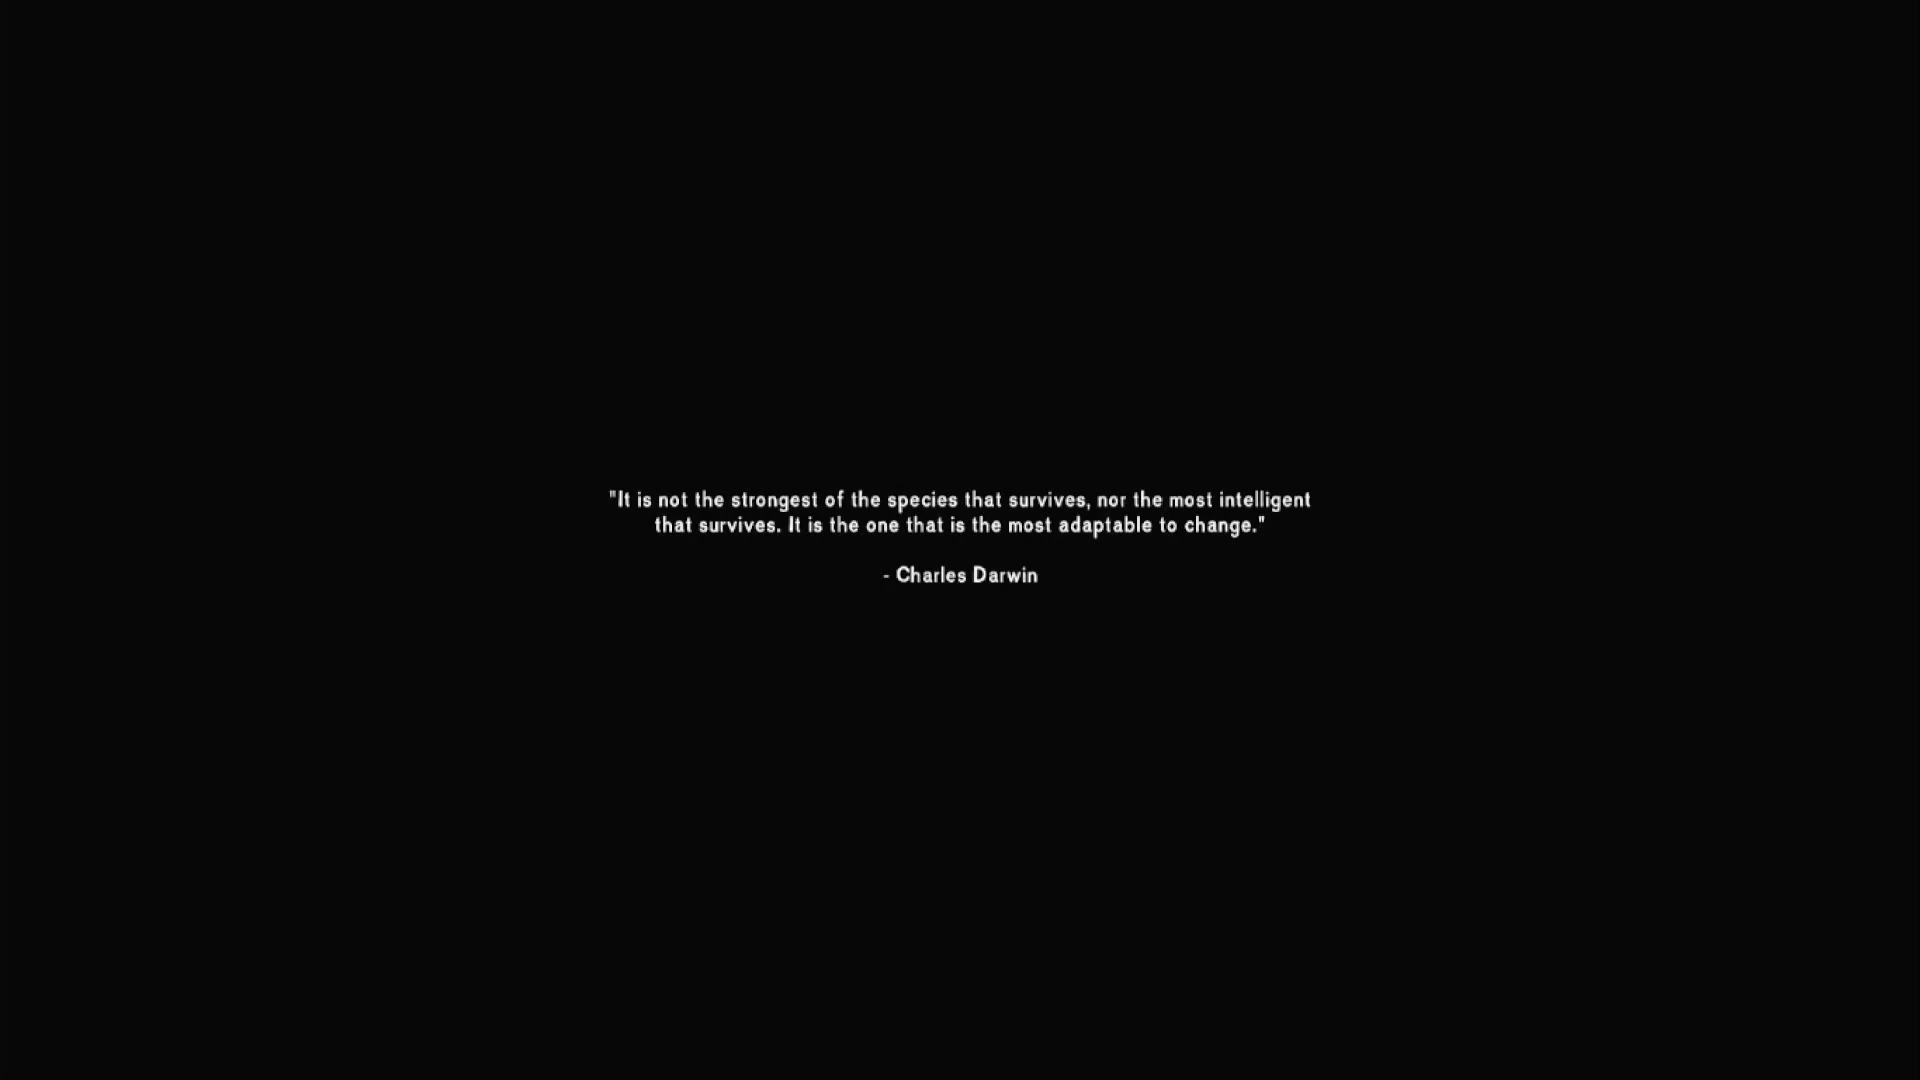 "It is not the strongest of the species that survives, nor the most intelligent
that survives. It is the one that is the most adaptable to change."
- Charles Darwin